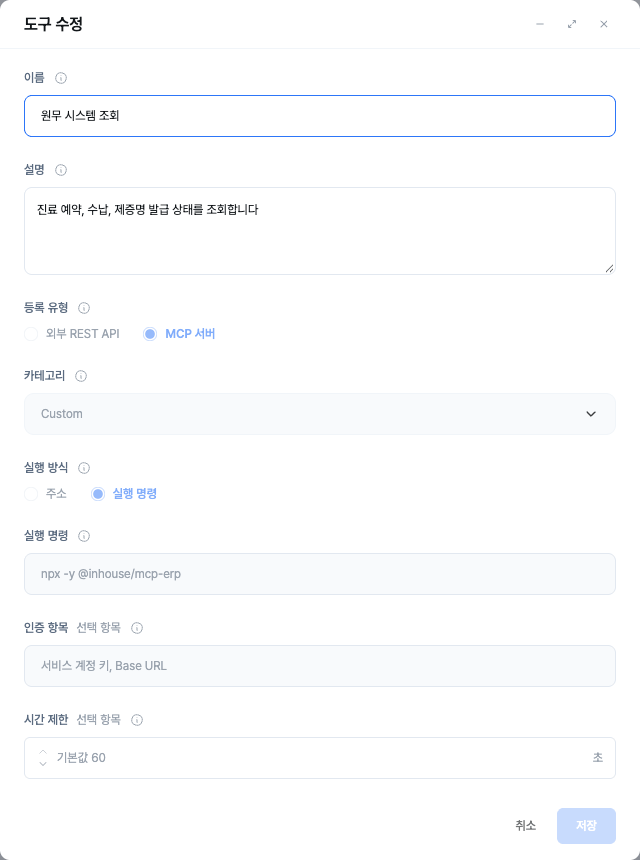 도구 수정
이름
원무 시스템 조회
설명
진료 예약, 수납, 제증명 발급 상태를 조회합니다
등록 유형
외부 REST API MCP 서버
카테고리
Custom
실행 방식
주소 실행 명령
실행 명령
npx -y @inhouse/mcp-erp
인증 항목 선택 항목
서비스 계정 키, Base URL
시간 제한 선택 항목
기본값 60 초
취소 저장